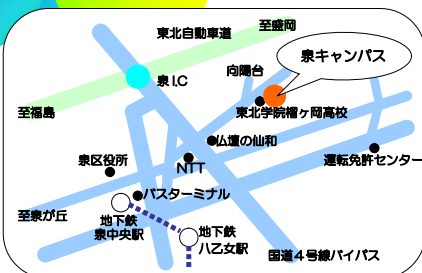 至盛岡
東北自動車道
泉キャンパス
向陽台
泉I.C
至福島
東北学院榴ヶ岡高校
仏壇の仙和
泉区役所
NTT
運転免許センター
バスターミナル
至泉が丘
地下鉄
泉中央駅
地下鉄
八乙女駅
国道４号線バイパス